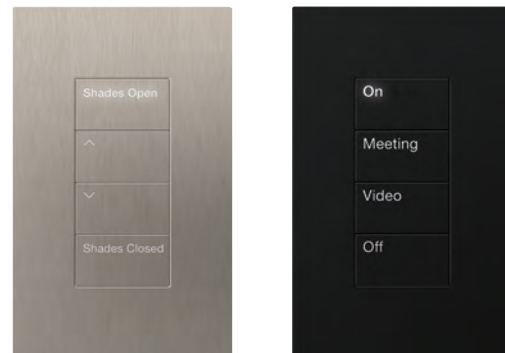 Shades Open
Shades Closed
On
Meeting
Video
Off